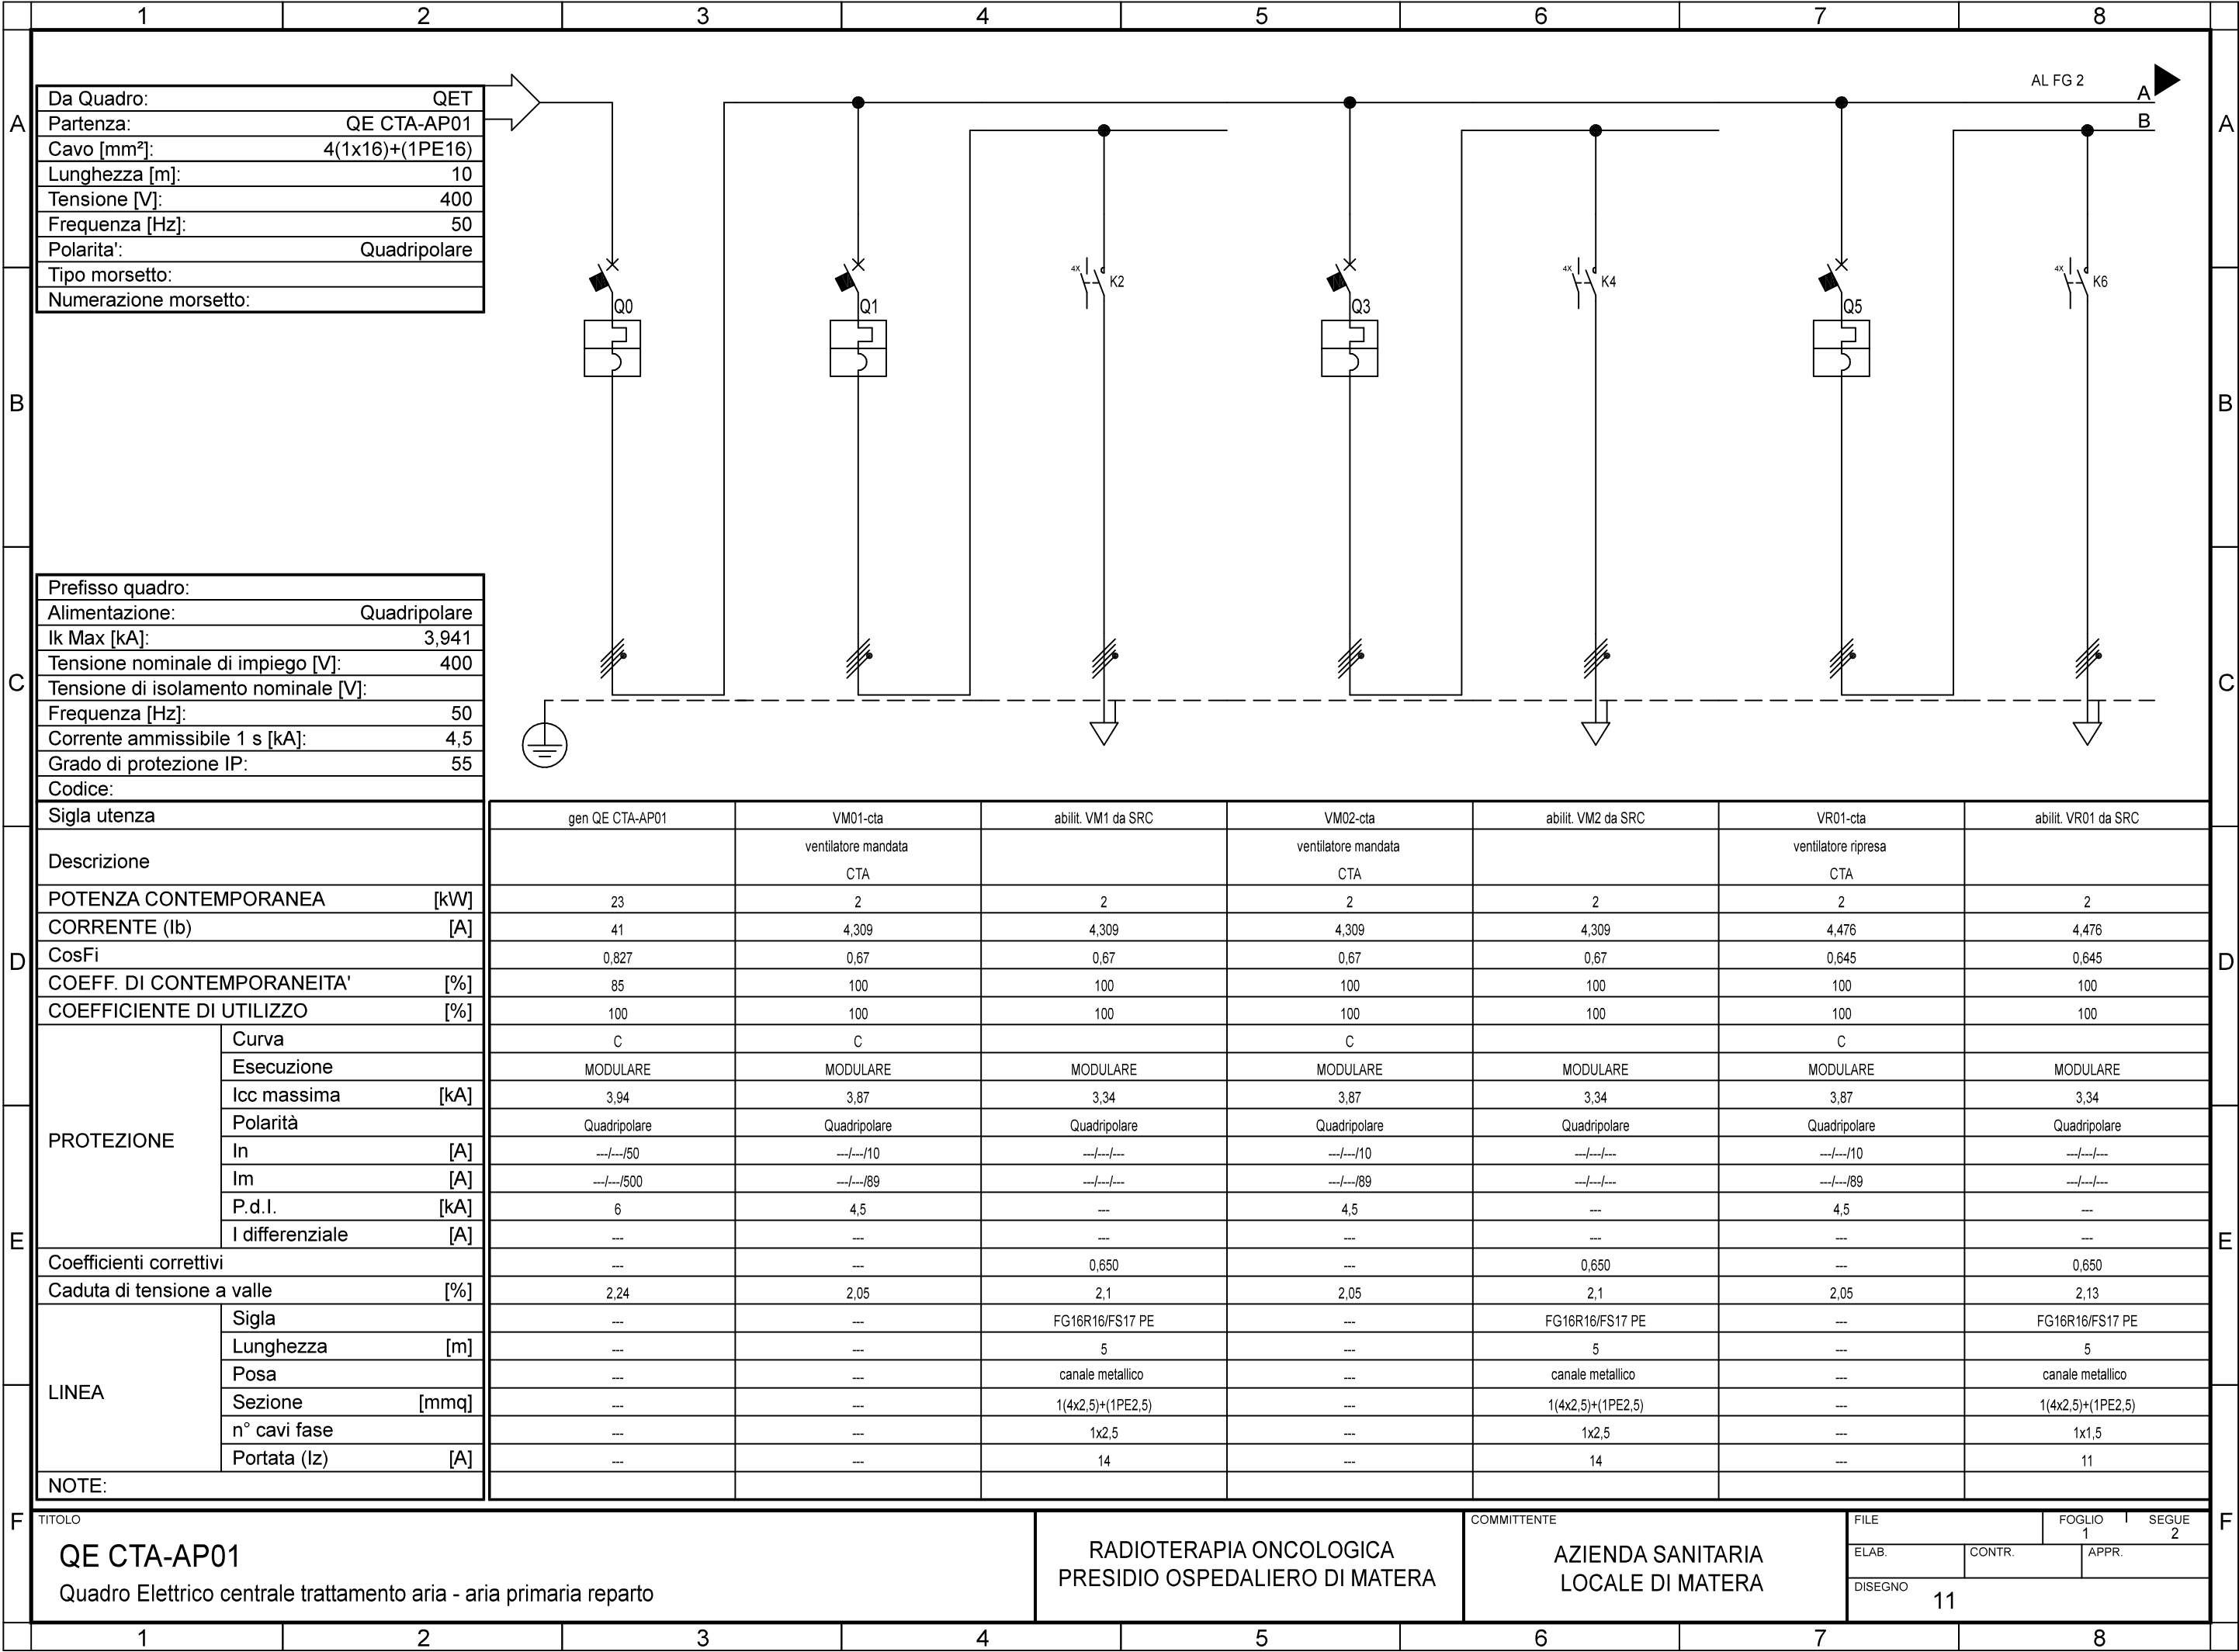 1 2 3 4 5 6 7 8
AL FG 2
A
B
Da Quadro: QET
Partenza: QE CTA-AP01
Cavo [mm²]: 4(1x16)+(1PE16)
Lunghezza [m]: 10
Tensione [V]: 400
Frequenza [Hz]: 50
Polarita': Quadripolare
Tipo morsetto:
Numerazione morsetto:
A A
B B
C C
D D
E E
F F
Q0 Q1 4X K2 Q3 4X K4 Q5 4X K6
Prefisso quadro:
Alimentazione: Quadripolare
Ik Max [kA]: 3,941
Tensione nominale di impiego [V]: 400
Tensione di isolamento nominale [V]:
Frequenza [Hz]: 50
Corrente ammissibile 1 s [kA]: 4,5
Grado di protezione IP: 55
Codice:
Sigla utenza gen QE CTA-AP01 VM01-cta abilit. VM1 da SRC VM02-cta abilit. VM2 da SRC VR01-cta abilit. VR01 da SRC
Descrizione ventilatore mandata CTA ventilatore mandata CTA ventilatore ripresa CTA
POTENZA CONTEMPORANEA [kW] 23 2 2 2 2 2 2
CORRENTE (Ib) [A] 41 4,309 4,309 4,309 4,309 4,476 4,476
CosFi 0,827 0,67 0,67 0,67 0,67 0,645 0,645
COEFF. DI CONTEMPORANEITA' [%] 85 100 100 100 100 100 100
COEFFICIENTE DI UTILIZZO [%] 100 100 100 100 100 100 100
PROTEZIONE
Curva C C C C
Esecuzione MODULARE MODULARE MODULARE MODULARE MODULARE MODULARE MODULARE
Icc massima [kA] 3,94 3,87 3,34 3,87 3,34 3,87 3,34
Polarità Quadripolare Quadripolare Quadripolare Quadripolare Quadripolare Quadripolare Quadripolare
In [A] ---/---/50 ---/---/10 ---/---/--- ---/---/10 ---/---/--- ---/---/10 ---/---/---
Im [A] ---/---/500 ---/---/89 ---/---/--- ---/---/89 ---/---/--- ---/---/89 ---/---/---
P.d.I. [kA] 6 4,5 --- 4,5 --- 4,5 ---
I differenziale [A] --- --- --- --- --- --- ---
Coefficienti correttivi --- --- 0,650 --- 0,650 --- 0,650
Caduta di tensione a valle [%] 2,24 2,05 2,1 2,05 2,1 2,05 2,13
LINEA
Sigla --- --- FG16R16/FS17 PE --- FG16R16/FS17 PE --- FG16R16/FS17 PE
Lunghezza [m] --- --- 5 --- 5 --- 5
Posa --- --- canale metallico --- canale metallico --- canale metallico
Sezione [mmq] --- --- 1(4x2,5)+(1PE2,5) --- 1(4x2,5)+(1PE2,5) --- 1(4x2,5)+(1PE2,5)
n° cavi fase --- --- 1x2,5 --- 1x2,5 --- 1x1,5
Portata (Iz) [A] --- --- 14 --- 14 --- 11
NOTE:
TITOLO
QE CTA-AP01
Quadro Elettrico centrale trattamento aria - aria primaria reparto
RADIOTERAPIA ONCOLOGICA
PRESIDIO OSPEDALIERO DI MATERA
COMMITTENTE
AZIENDA SANITARIA
LOCALE DI MATERA
FILE FOGLIO 1 SEGUE 2
ELAB. CONTR. APPR.
DISEGNO 11
1 2 3 4 5 6 7 8